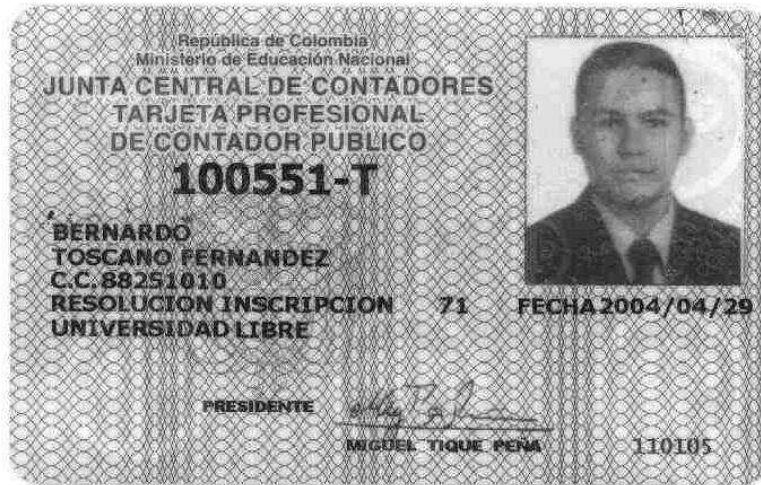 República de Colombia
Ministerio de Educación Nacional
JUNTA CENTRAL DE CONTADORES
TARJETA PROFESIONAL
DE CONTADOR PUBLICO
100551-T
BERNARDO
TOSCANO FERNANDEZ
C.C.88251010
RESOLUCION INSCRIPCION 71 FECHA 2004/04/29
UNIVERSIDAD LIBRE
PRESIDENTE
MIGUEL TIQUE PEÑA 110105